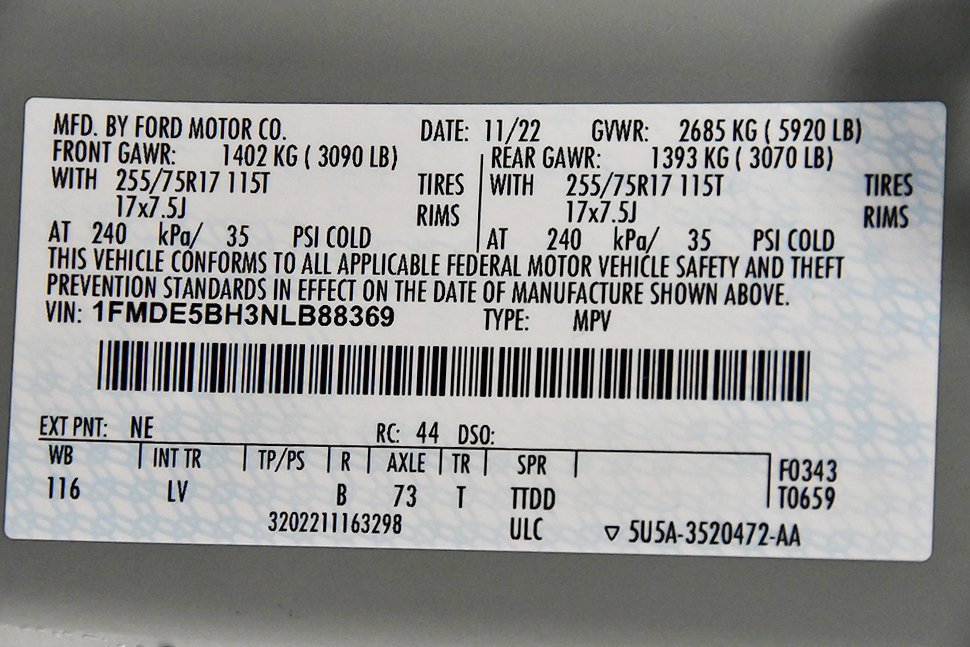 MFD. BY FORD MOTOR CO. DATE: 11/22 GVWR: 2685 KG ( 5920 LB)
FRONT GAWR: 1402 KG ( 3090 LB) REAR GAWR: 1393 KG ( 3070 LB)
WITH 255/75R17 115T TIRES WITH 255/75R17 115T TIRES
17x7.5J RIMS 17x7.5J RIMS
AT 240 kPa/ 35 PSI COLD AT 240 kPa/ 35 PSI COLD
THIS VEHICLE CONFORMS TO ALL APPLICABLE FEDERAL MOTOR VEHICLE SAFETY AND THEFT
PREVENTION STANDARDS IN EFFECT ON THE DATE OF MANUFACTURE SHOWN ABOVE.
VIN: 1FMDE5BH3NLB88369 TYPE: MPV
EXT PNT: NE RC: 44 DSO:
WB INT TR TP/PS R AXLE TR SPR F0343
116 LV B 73 T TTDD T0659
3202211163298 ULC ▽ 5U5A-3520472-AA